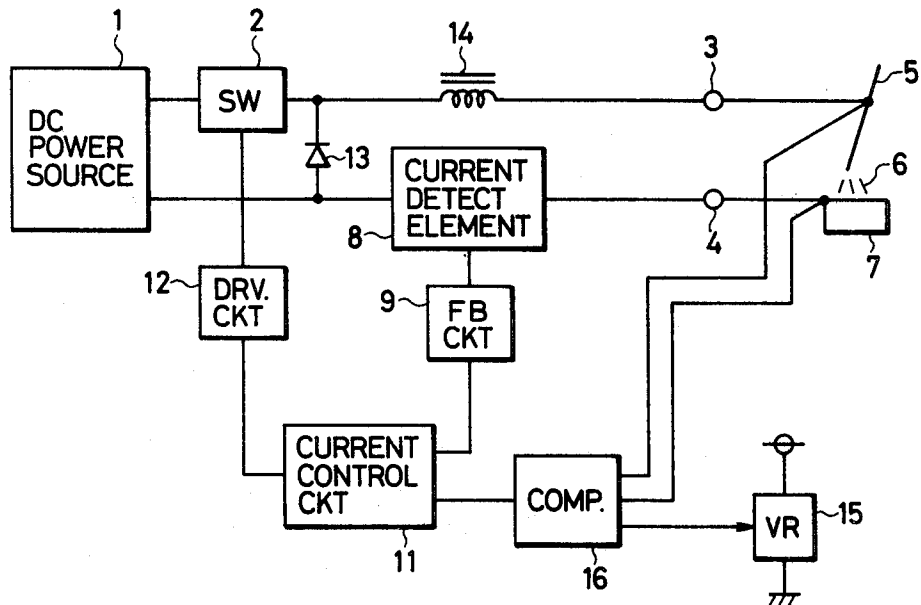 1
2
14
3
5
DC
POWER
SOURCE
SW
13
CURRENT
DETECT
ELEMENT
8
6
4
7
12
DRV.
CKT
9
FB
CKT
CURRENT
CONTROL
CKT
11
COMP.
16
VR
15